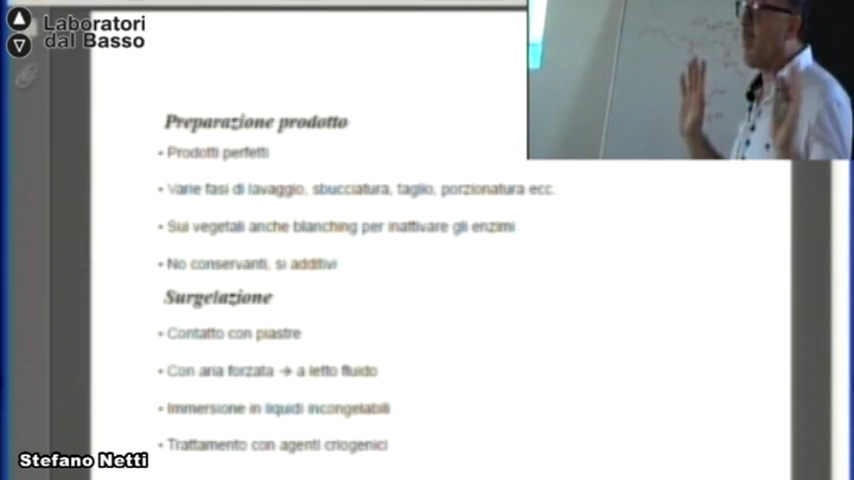 Laboratori
dal Basso
Preparazione prodotto
• Prodotti perfetti
• Varie fasi di lavaggio, sbucciatura, taglio, porzionatura ecc.
• Sui vegetali anche blanching per inattivare gli enzimi
• No conservanti, si additivi
Surgelazione
• Contatto con piastre
• Con aria forzata → a letto fluido
• Immersione in liquidi incongelabili
• Trattamento con agenti criogenici
Stefano Netti